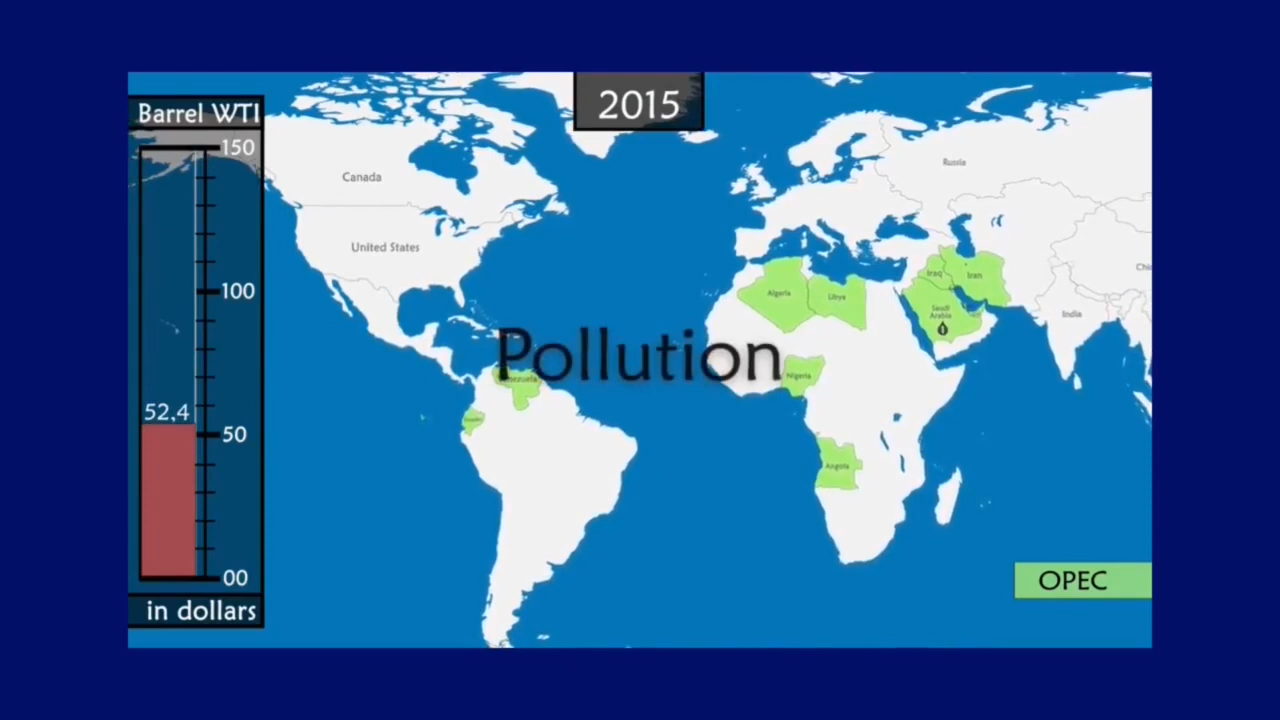 2015
Barrel WTI
150
100
52,4
50
00
in dollars
Canada
United States
Russia
Iraq
Iran
Algeria
Libya
Saudi
Arabia
India
Pollution
Nigeria
Angola
OPEC